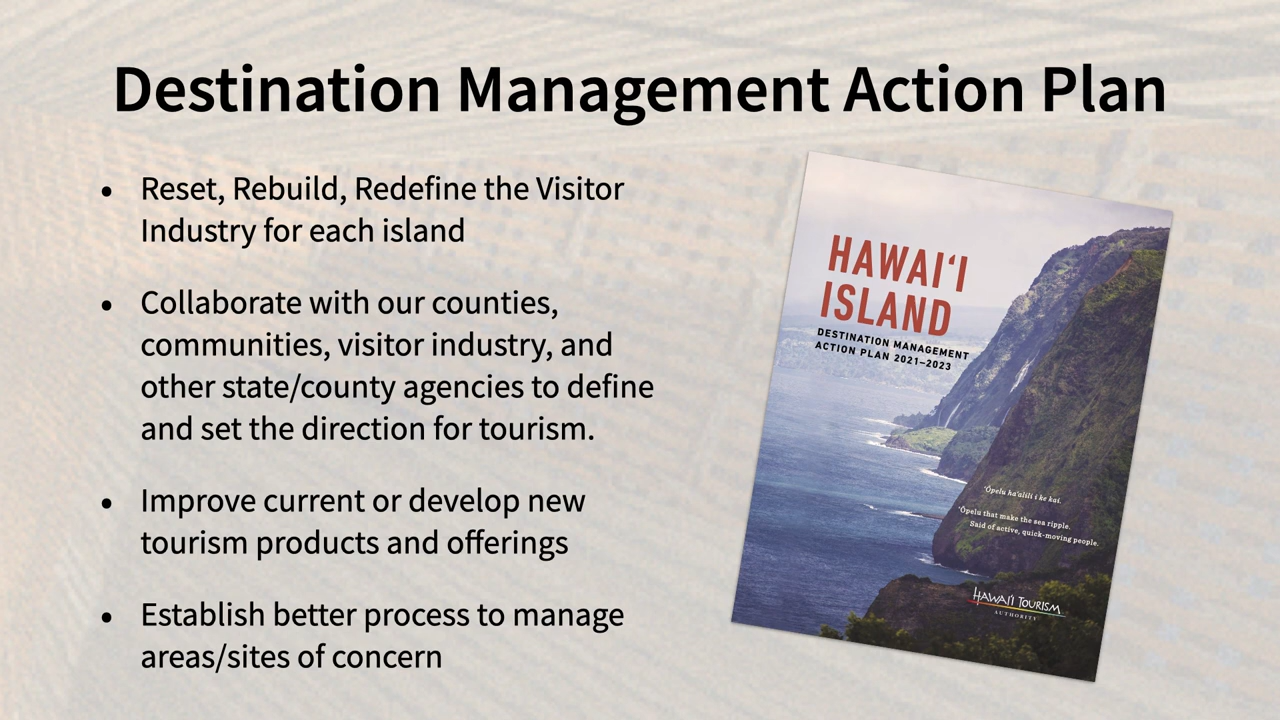 Destination Management Action Plan
• Reset, Rebuild, Redefine the Visitor
Industry for each island
• Collaborate with our counties,
communities, visitor industry, and
other state/county agencies to define
and set the direction for tourism.
• Improve current or develop new
tourism products and offerings
• Establish better process to manage
areas/sites of concern
HAWAIʻI
ISLAND
DESTINATION MANAGEMENT
ACTION PLAN 2021–2023
ʻŌpelu haʻalili i ke kai.
ʻŌpelu that make the sea ripple.
Said of active, quick-moving people.
HAWAIʻI TOURISM
AUTHORITY